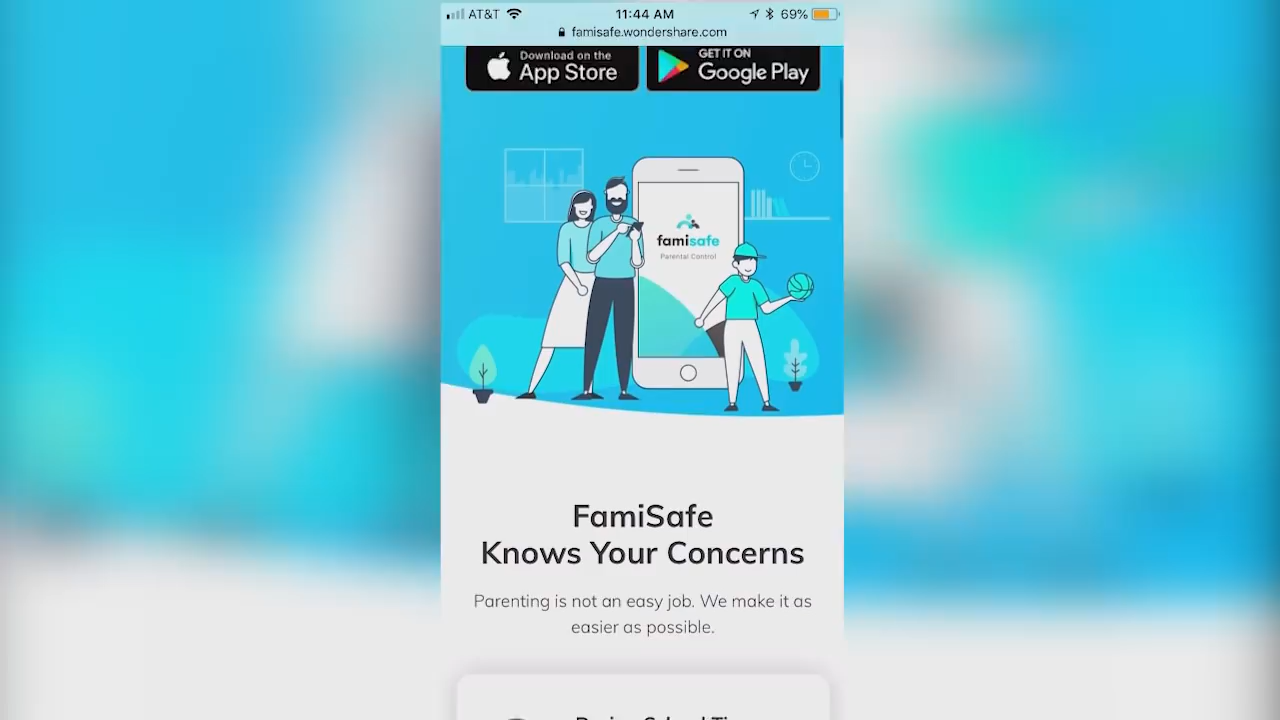 AT&T 11:44 AM 69%
famisafe.wondershare.com
Download on the
App Store
GET IT ON
Google Play
famisafe
Parental Control
FamiSafe
Knows Your Concerns
Parenting is not an easy job. We make it as
easier as possible.